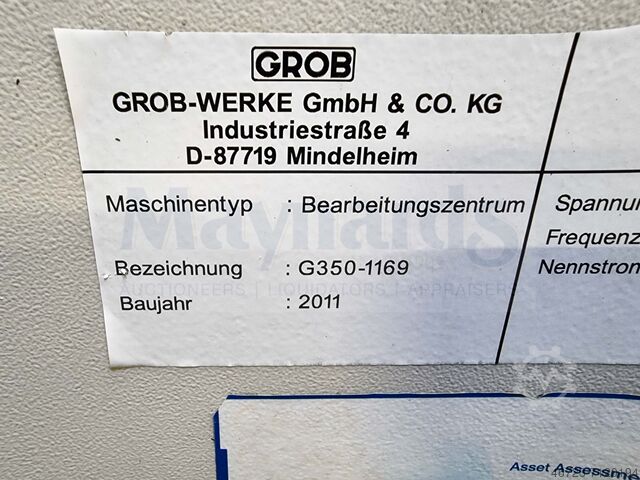 GROB
GROB-WERKE GmbH & CO. KG
Industriestraße 4
D-87719 Mindelheim
Maschinentyp : Bearbeitungszentrum
Spannu
Frequenz
Bezeichnung : G350-1169
Nennstrom
Baujahr : 2011
Maynards
AUCTIONEERS | LIQUIDATORS | APPRAISERS
Asset Assessme